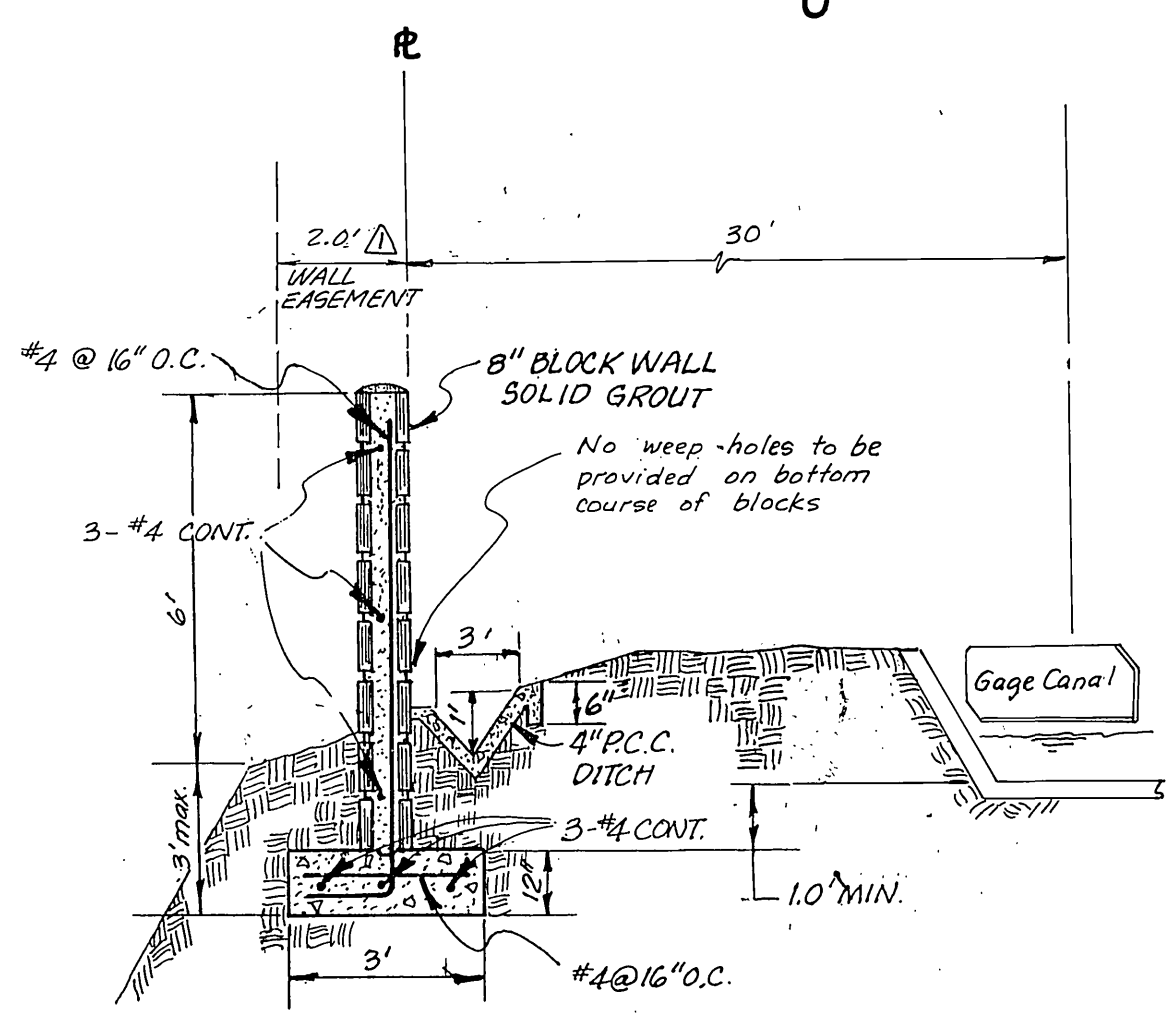 PL
2.0' 1
30'
WALL
EASEMENT
#4 @ 16" O.C.
8" BLOCK WALL
SOLID GROUT
No weep-holes to be
provided on bottom
course of blocks
3-#4 CONT.
6'
3'
1'
6"
Gage Canal
4" P.C.C.
DITCH
3' max.
3-#4 CONT.
12"
1.0' MIN.
3'
#4@16"O.C.